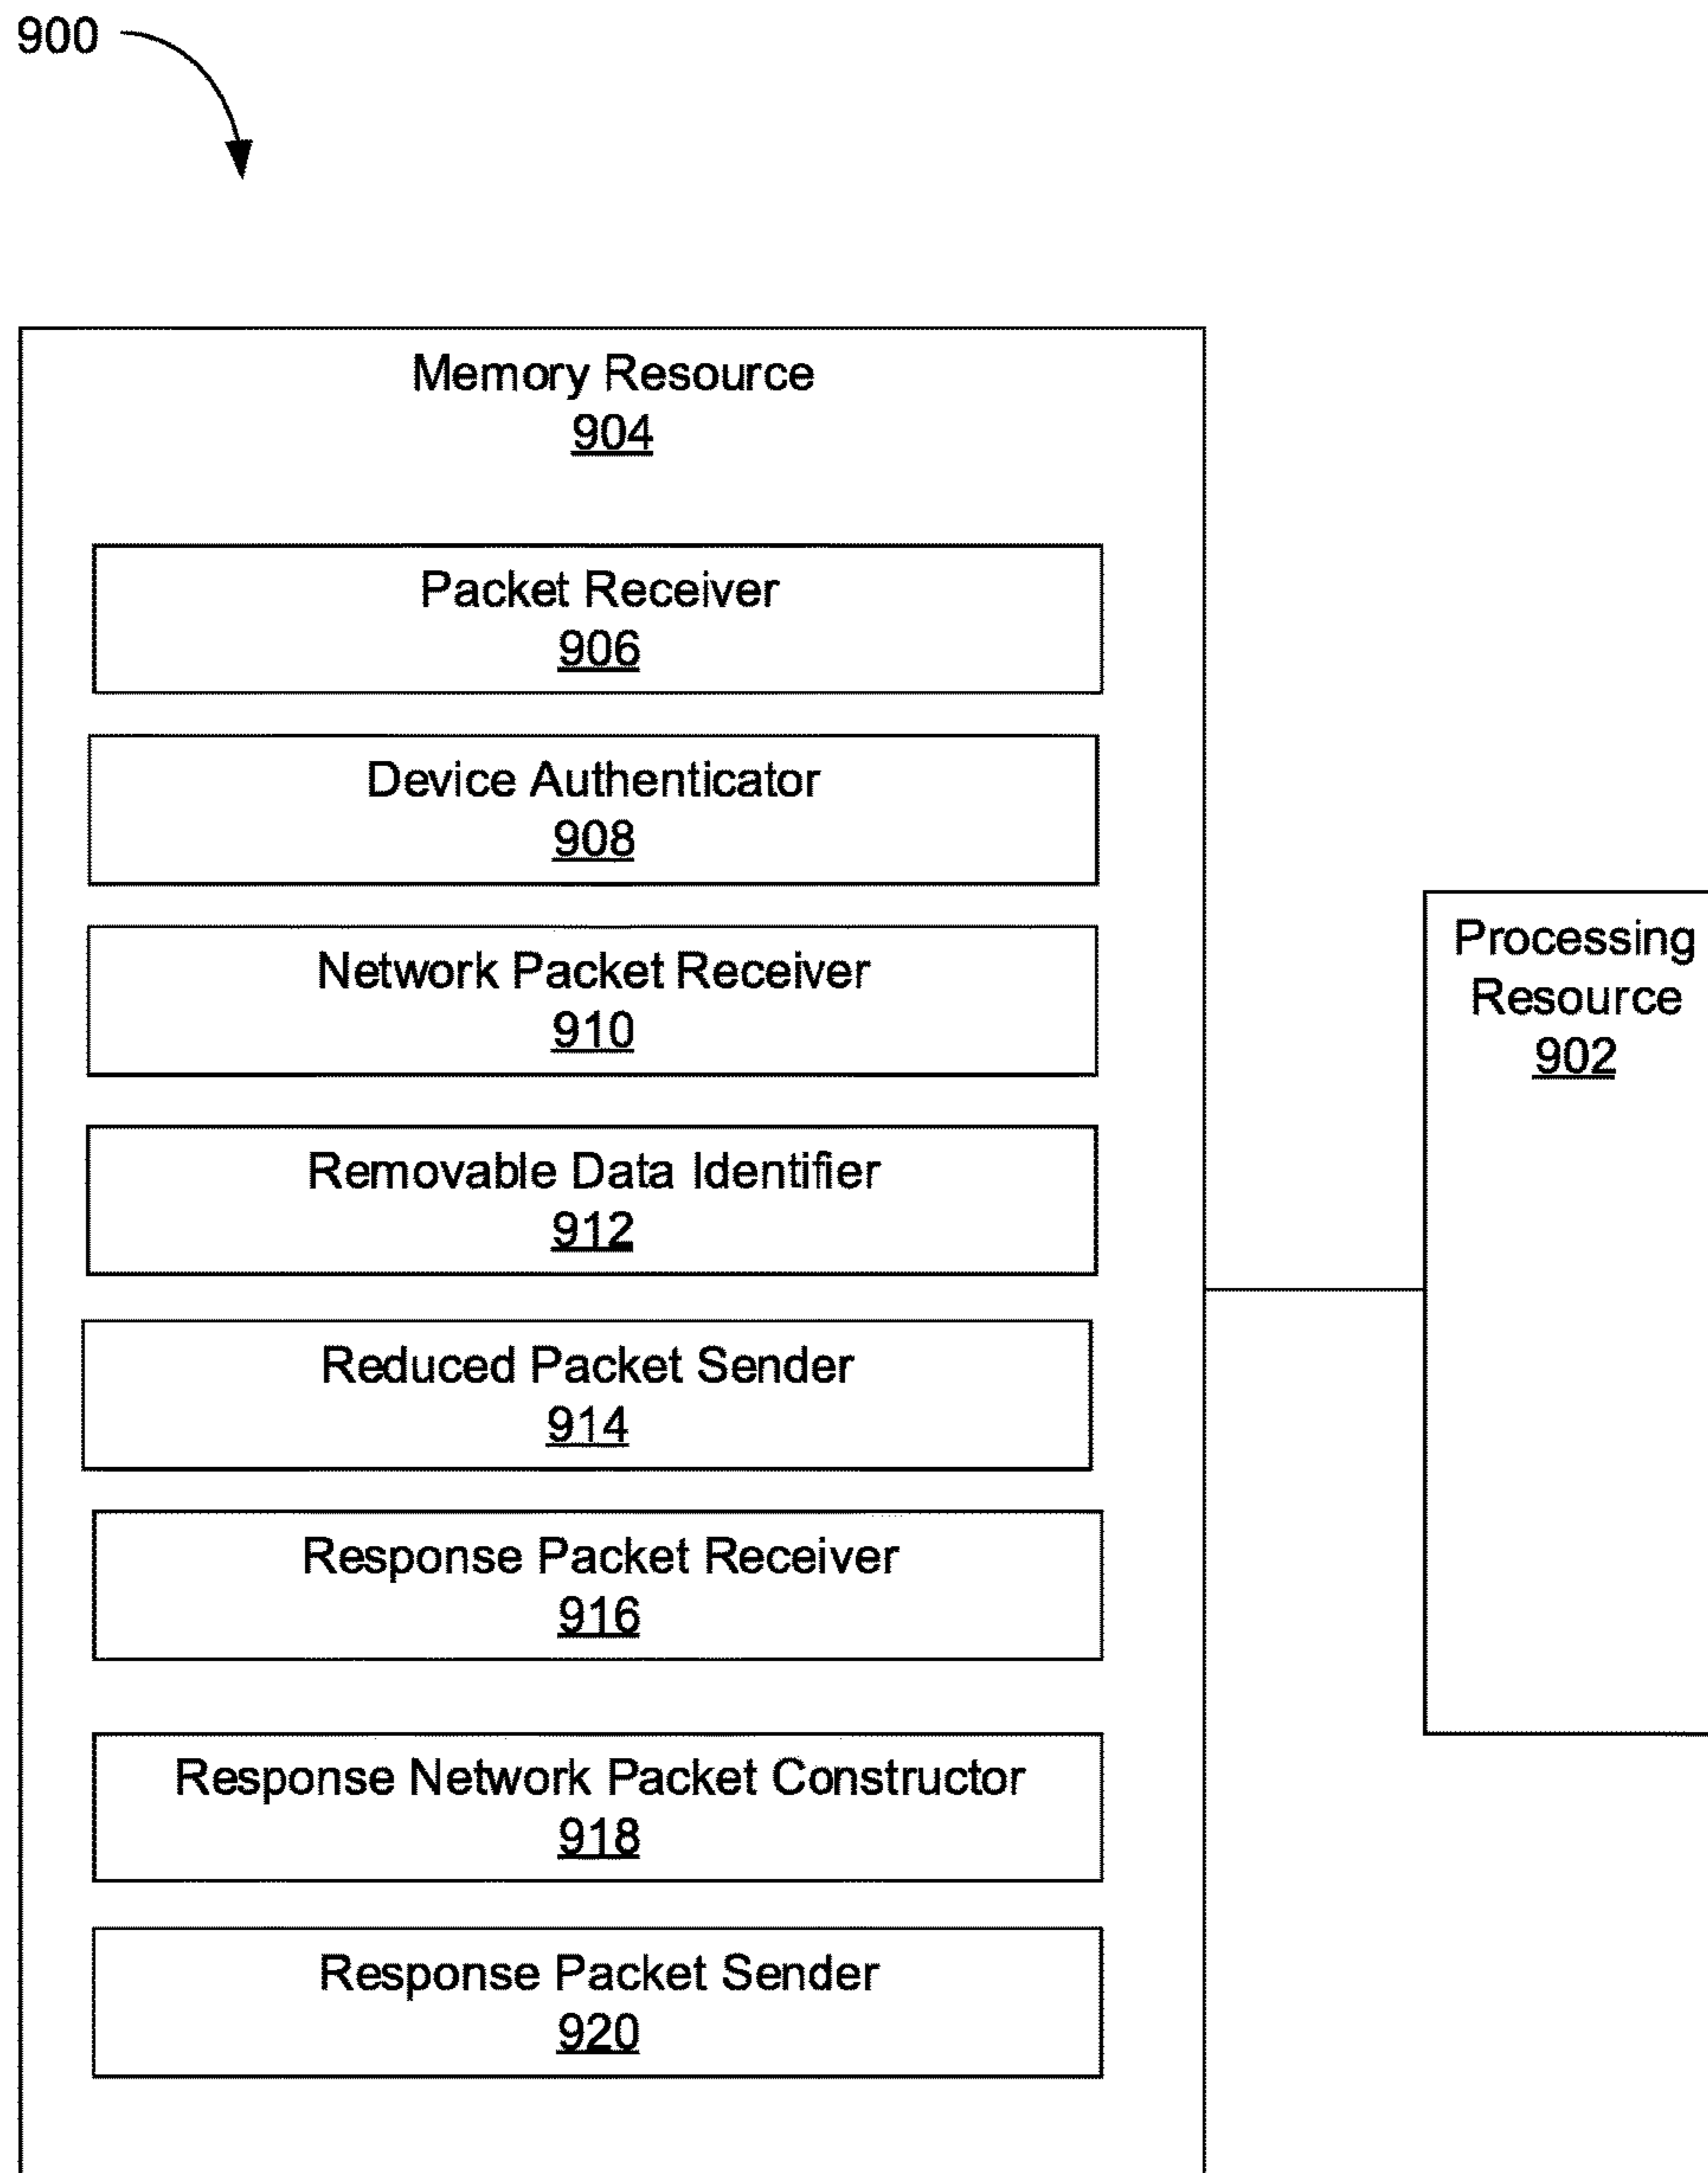 900
Memory Resource
904
Packet Receiver
906
Device Authenticator
908
Network Packet Receiver
910
Removable Data Identifier
912
Reduced Packet Sender
914
Response Packet Receiver
916
Response Network Packet Constructor
918
Response Packet Sender
920
Processing
Resource
902